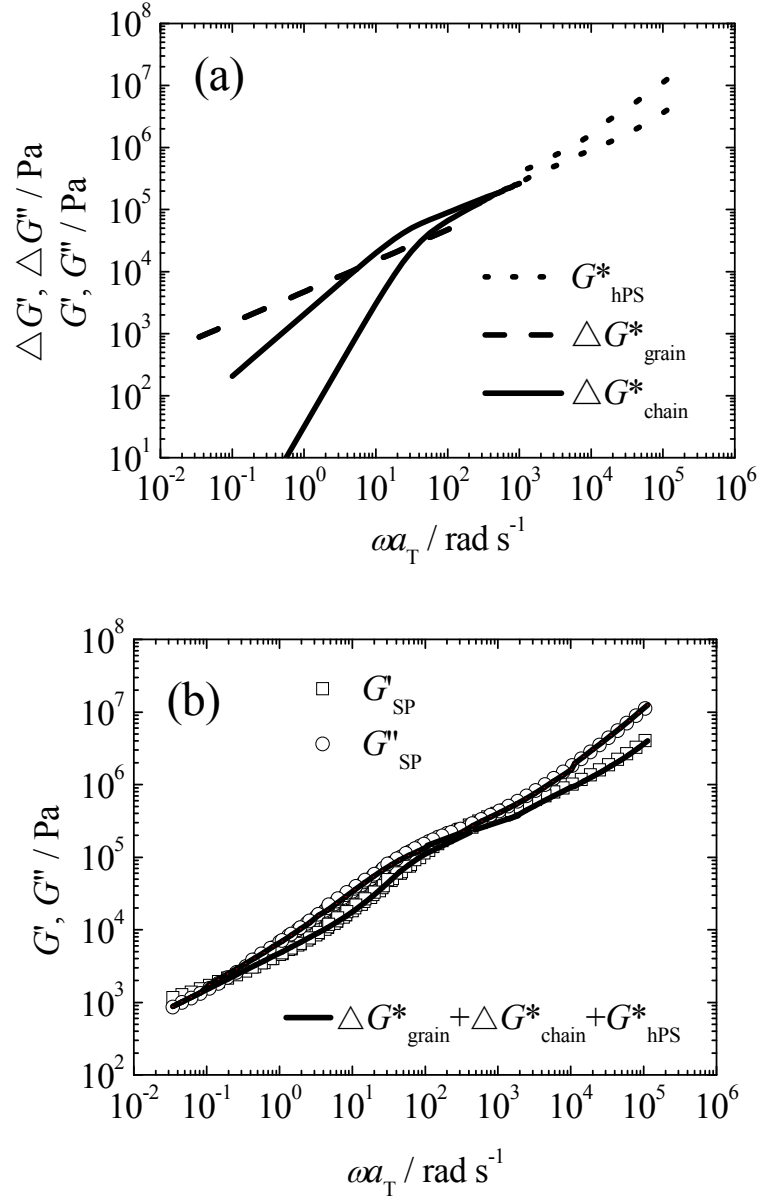 (a)
10^8
10^7
10^6
10^5
10^4
10^3
10^2
10^1
△G', △G" / Pa
G', G" / Pa
G*hPS
△G*grain
△G*chain
10^-2 10^-1 10^0 10^1 10^2 10^3 10^4 10^5 10^6
ωa_T / rad s^-1
(b)
10^8
10^7
10^6
10^5
10^4
10^3
10^2
G', G" / Pa
G'SP
G"SP
△G*grain+△G*chain+G*hPS
10^-2 10^-1 10^0 10^1 10^2 10^3 10^4 10^5 10^6
ωa_T / rad s^-1